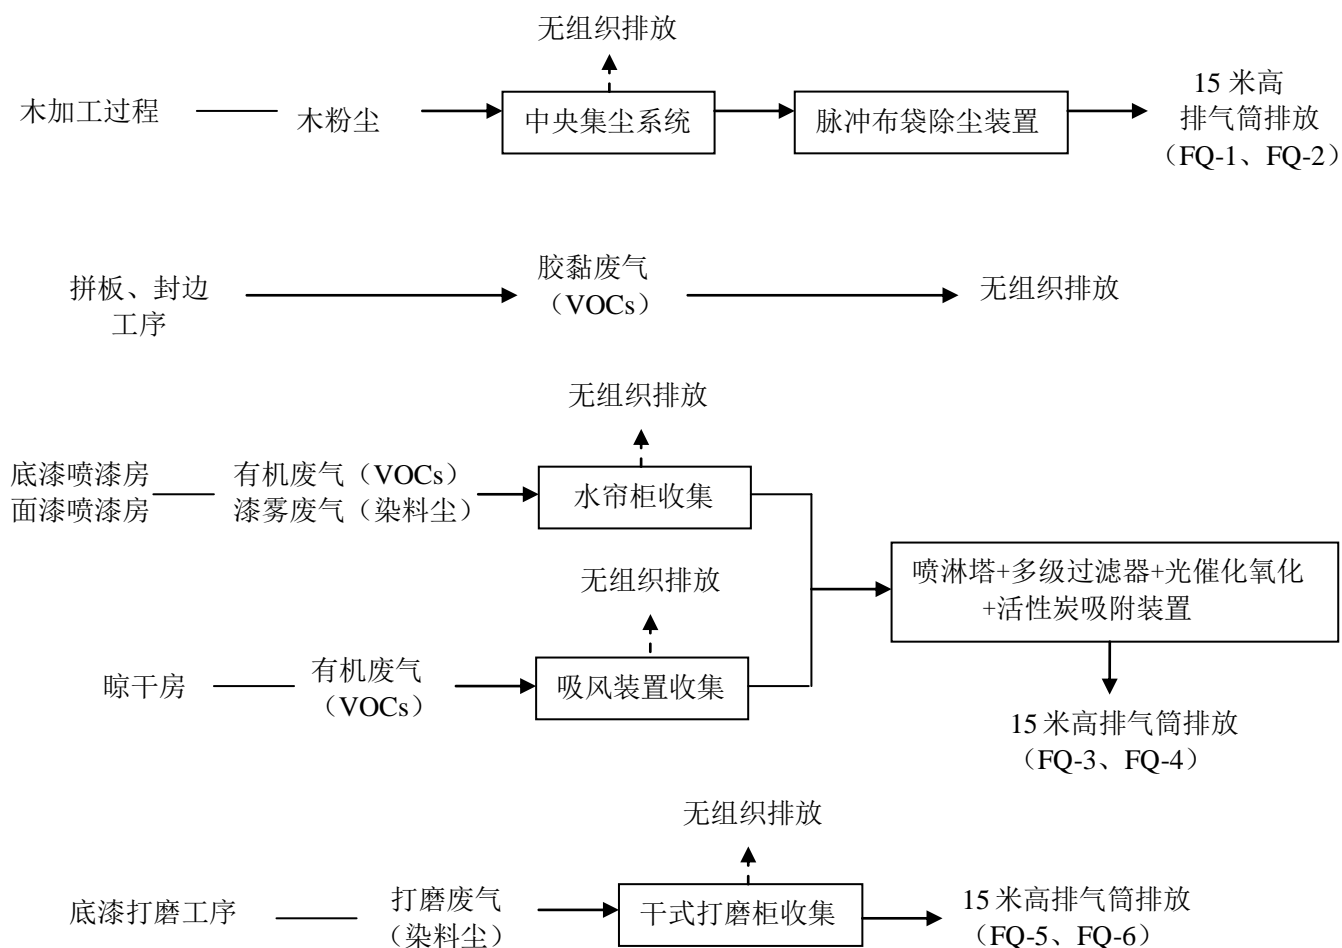 无组织排放
木加工过程
木粉尘
中央集尘系统
脉冲布袋除尘装置
15 米高
排气筒排放
（FQ-1、FQ-2）
拼板、封边
工序
胶黏废气
（VOCs）
无组织排放
无组织排放
底漆喷漆房
面漆喷漆房
有机废气（VOCs）
漆雾废气（染料尘）
水帘柜收集
无组织排放
喷淋塔+多级过滤器+光催化氧化
+活性炭吸附装置
晾干房
有机废气
（VOCs）
吸风装置收集
15 米高排气筒排放
（FQ-3、FQ-4）
无组织排放
底漆打磨工序
打磨废气
（染料尘）
干式打磨柜收集
15 米高排气筒排放
（FQ-5、FQ-6）